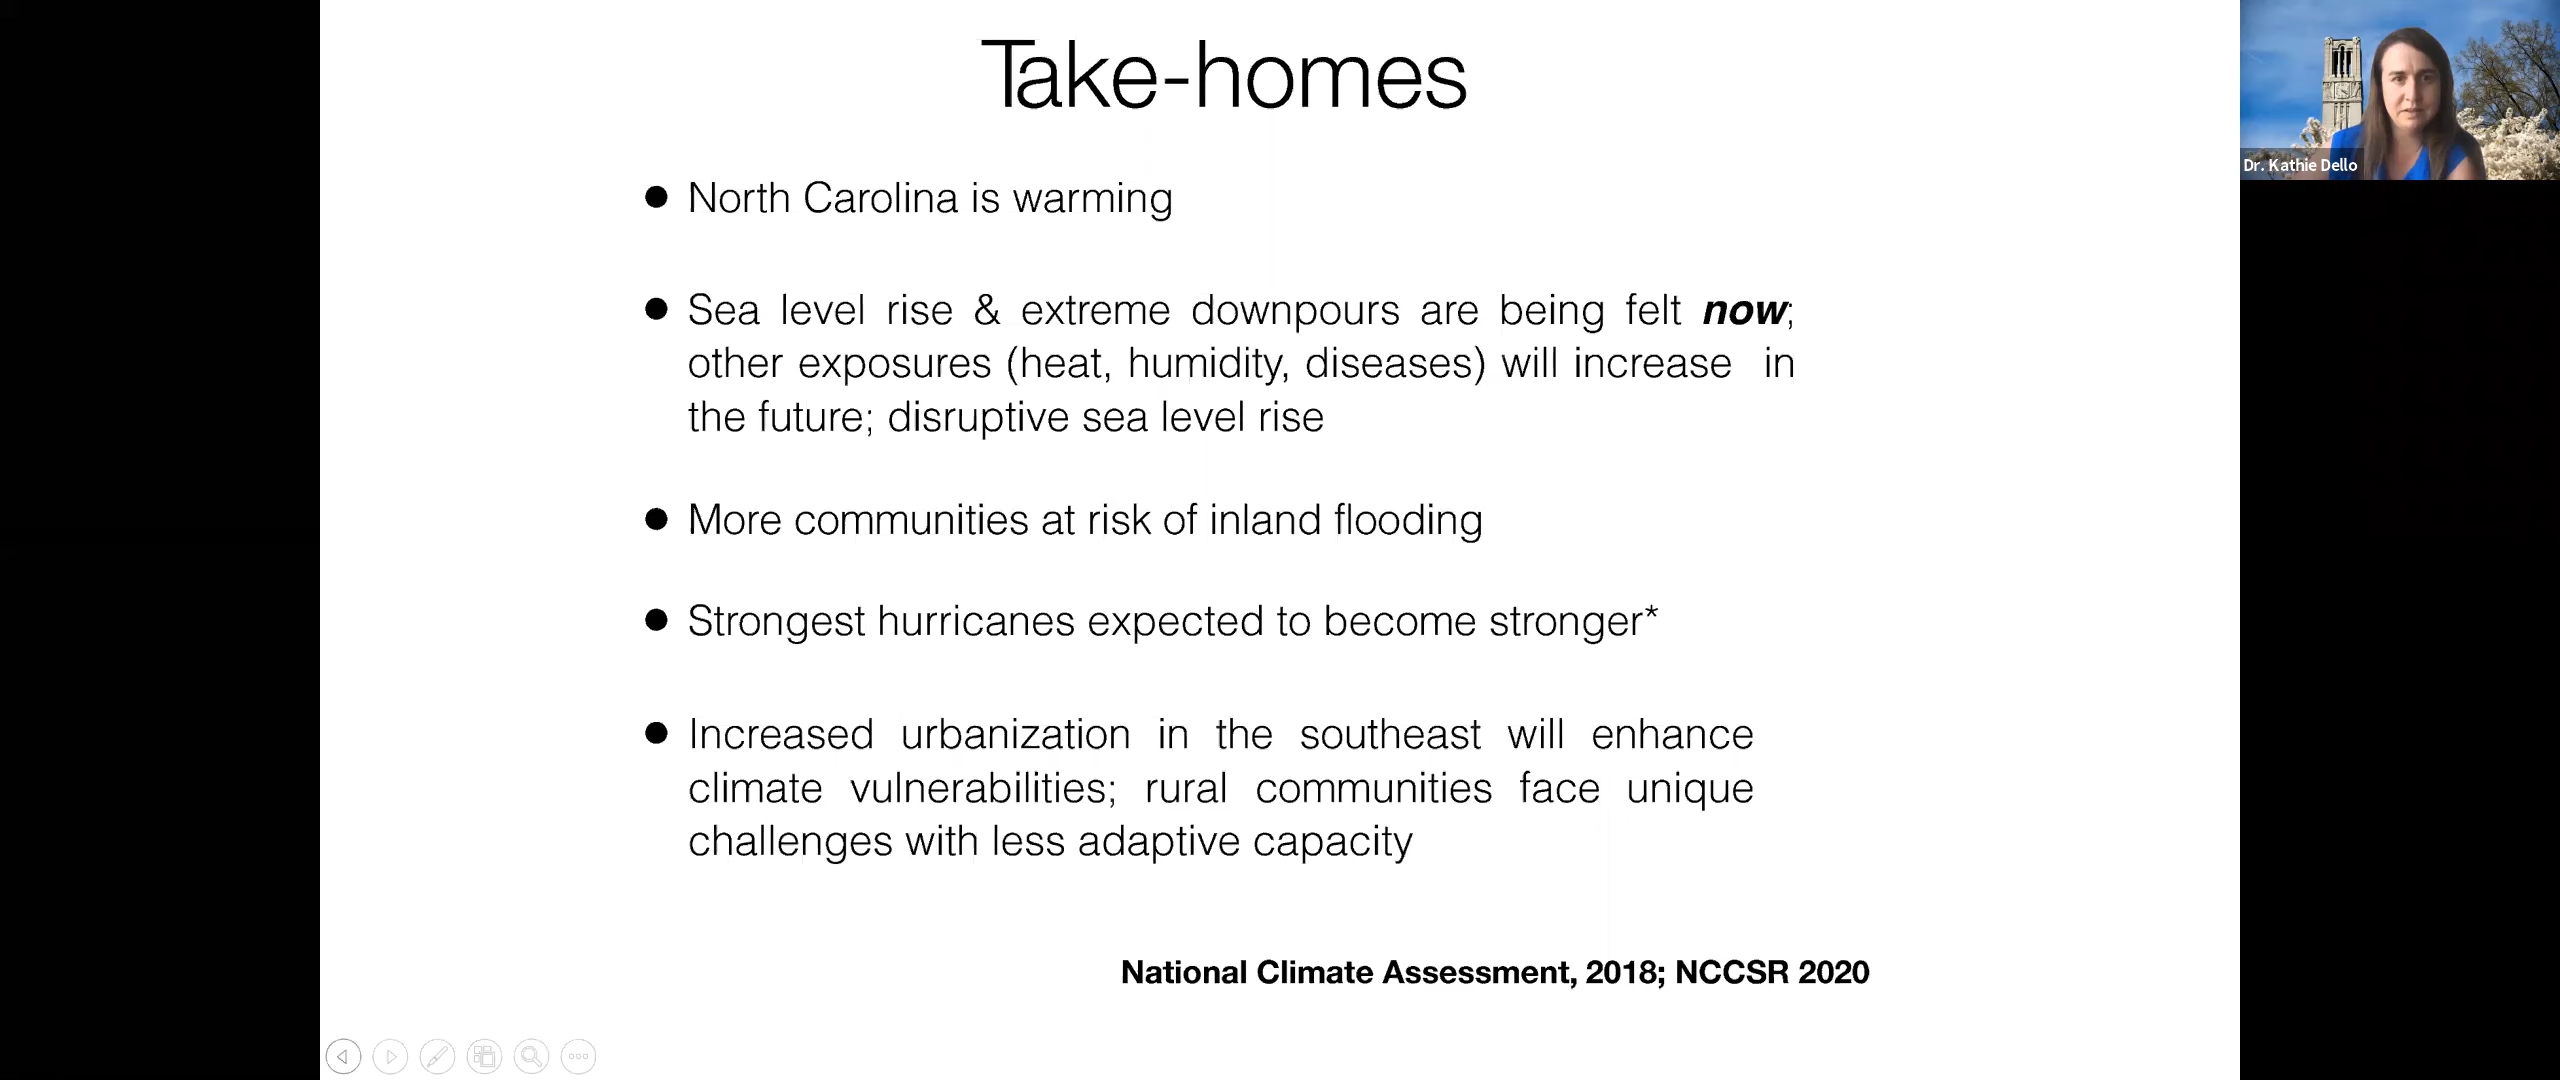 Take-homes
Dr. Kathie Dello
● North Carolina is warming
● Sea level rise & extreme downpours are being felt now;
other exposures (heat, humidity, diseases) will increase in
the future; disruptive sea level rise
● More communities at risk of inland flooding
● Strongest hurricanes expected to become stronger*
● Increased urbanization in the southeast will enhance
climate vulnerabilities; rural communities face unique
challenges with less adaptive capacity
National Climate Assessment, 2018; NCCSR 2020